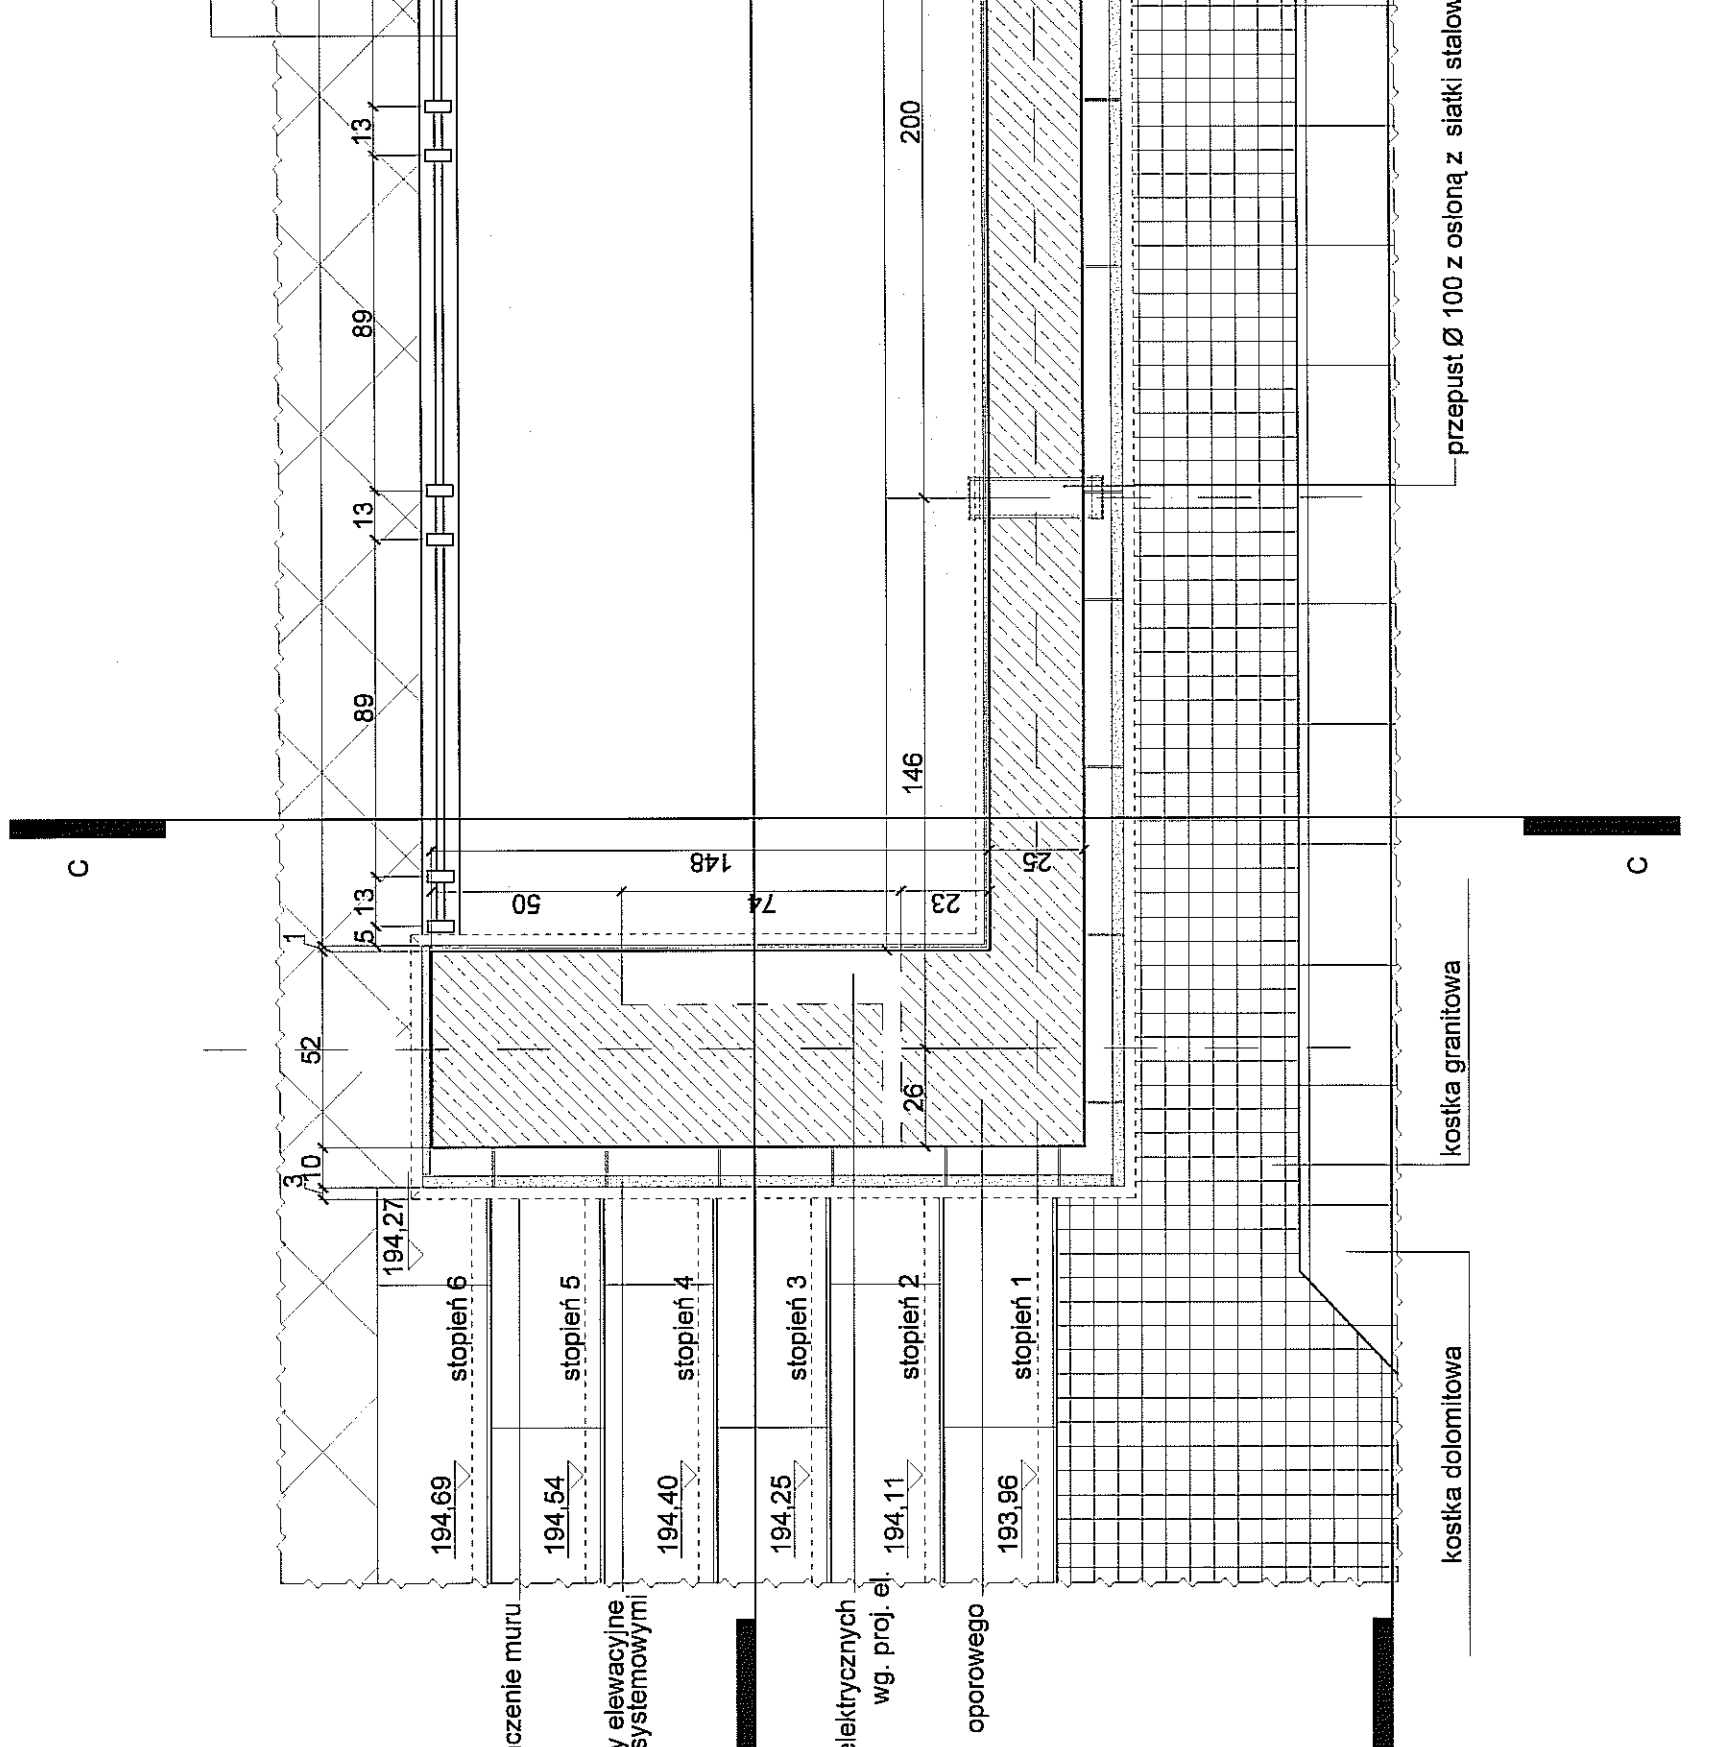 13
89
13
89
13
5
1
52
10
3
200
146
148
25
50
74
23
26
C
C
194,27
stopień 6
stopień 5
stopień 4
stopień 3
stopień 2
stopień 1
194,69
194,54
194,40
194,25
194,11
193,96
czenie muru
y elewacyjne
systemowymi
elektrycznych
wg. proj. el.
oporowego
przepust Ø 100 z osłoną z siatki stalow
kostka granitowa
kostka dolomitowa